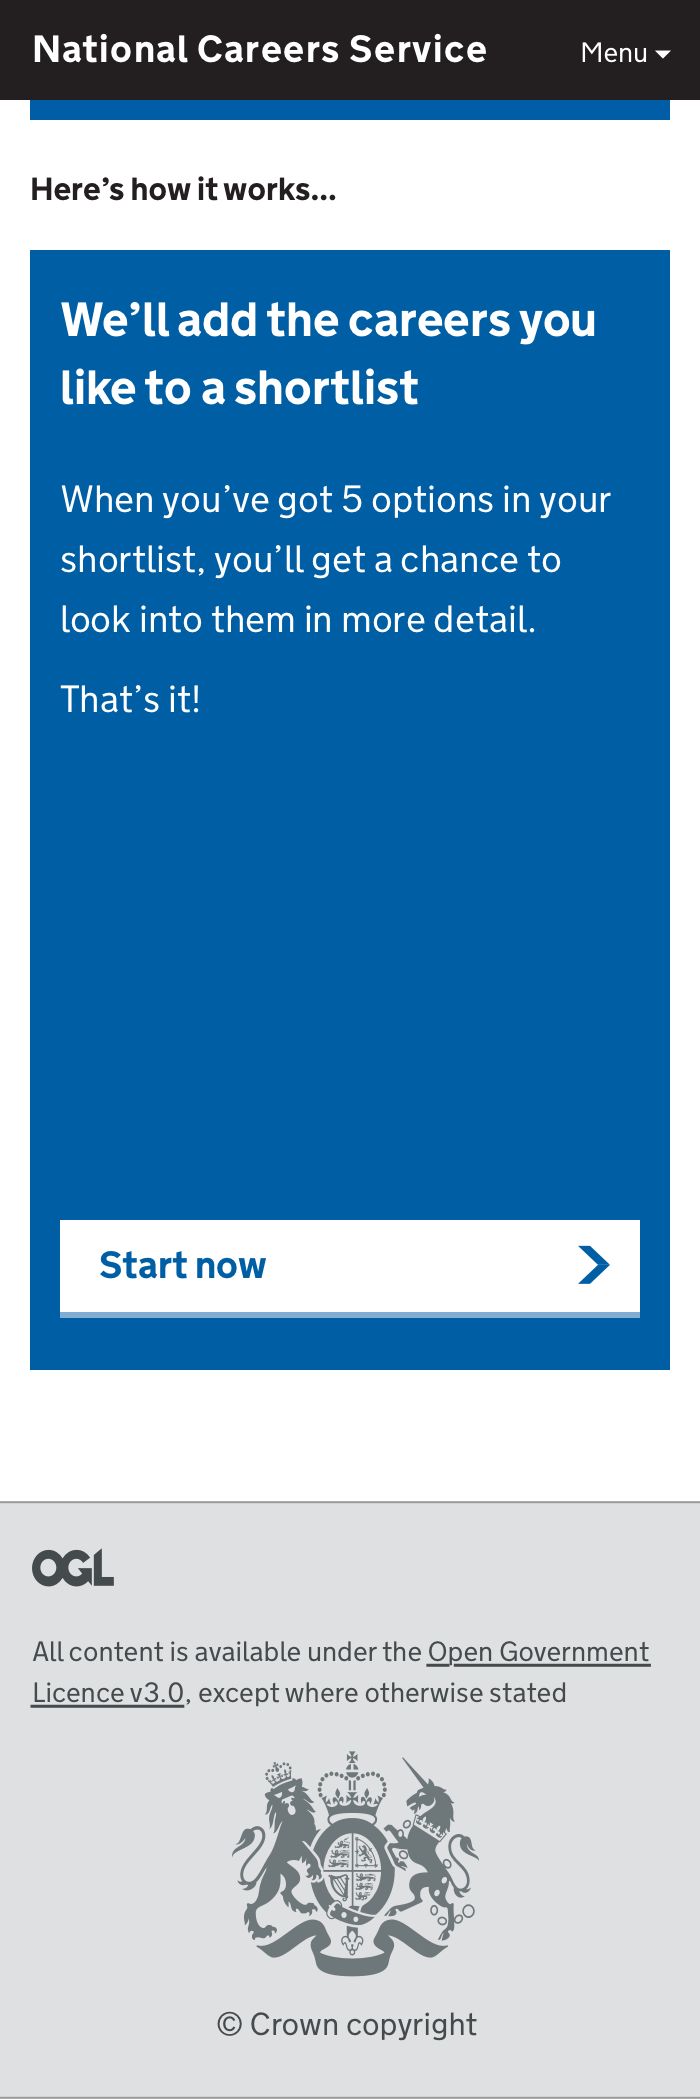 National Careers Service
Menu
Here’s how it works...
We’ll add the careers you
like to a shortlist
When you’ve got 5 options in your
shortlist, you’ll get a chance to
look into them in more detail.
That’s it!
Start now
OGL
All content is available under the Open Government
Licence v3.0, except where otherwise stated
© Crown copyright